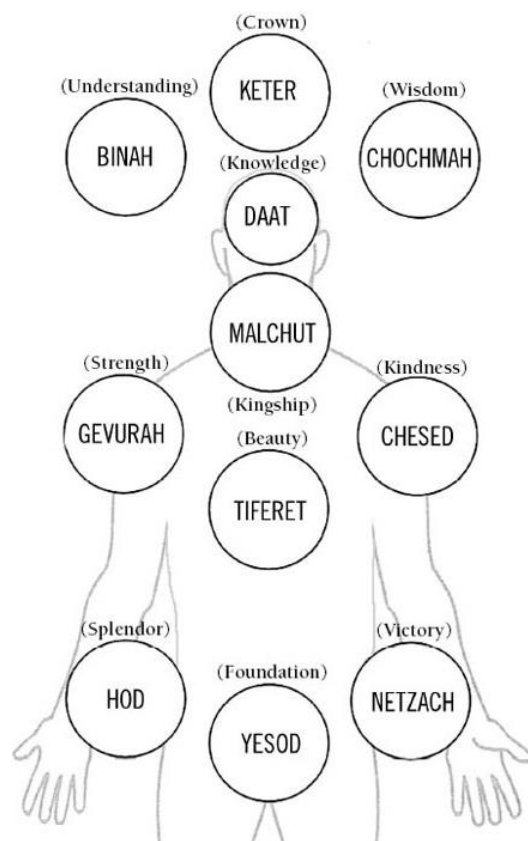 (Crown)
KETER
(Understanding)
BINAH
(Wisdom)
CHOCHMAH
(Knowledge)
DAAT
MALCHUT
(Kingship)
(Strength)
GEVURAH
(Kindness)
CHESED
(Beauty)
TIFERET
(Splendor)
HOD
(Victory)
NETZACH
(Foundation)
YESOD